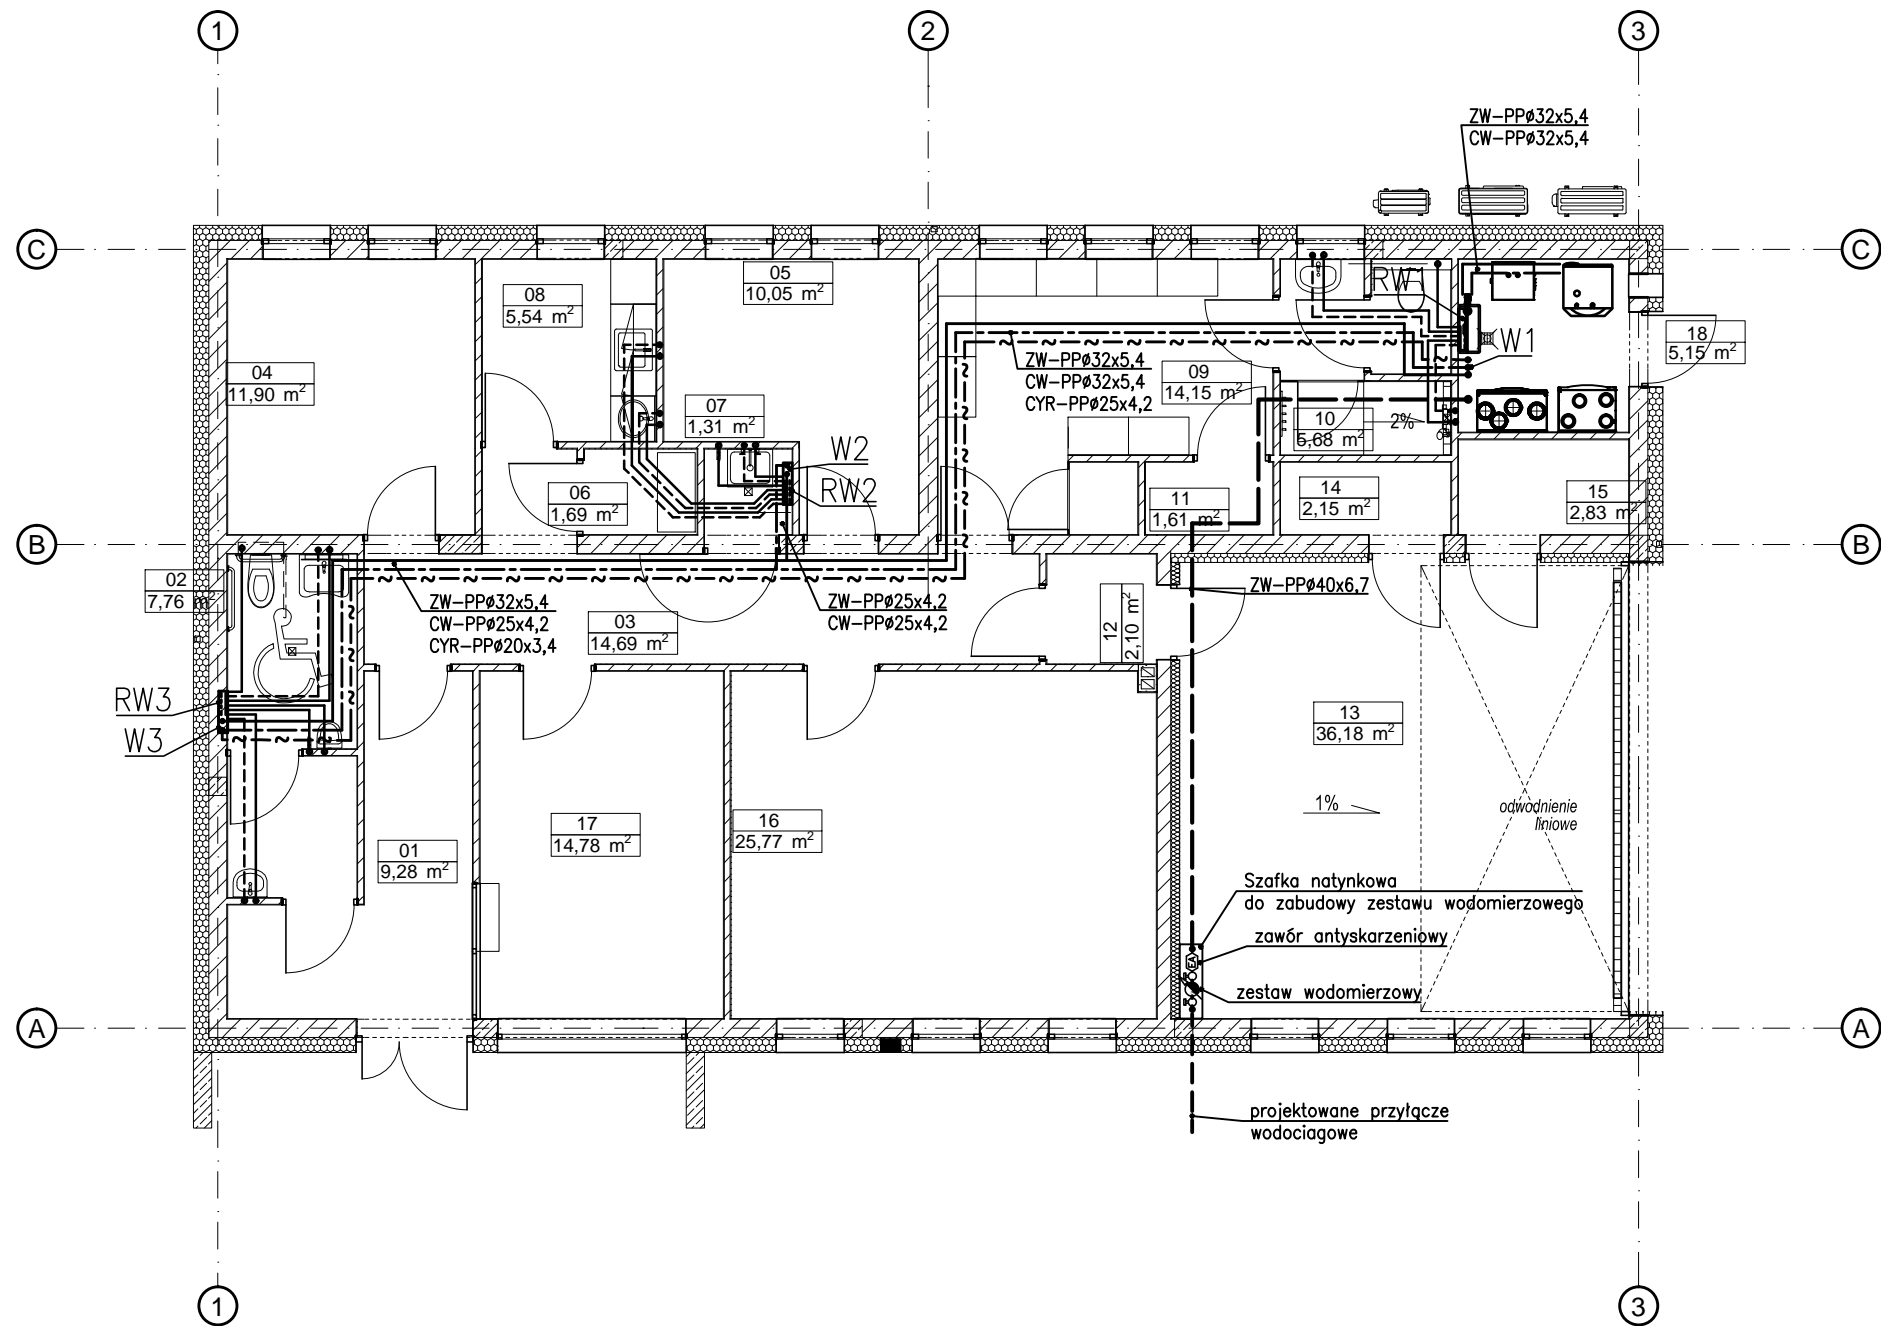 1
2
3
ZW-PPø32x5,4
CW-PPø32x5,4
C
C
05
10,05 m²
08
5,54 m²
RW1
W1
18
5,15 m²
04
11,90 m²
ZW-PPø32x5,4
CW-PPø32x5,4
CYR-PPø25x4,2
09
14,15 m²
07
1,31 m²
10
5,68 m²
2%
W2
RW2
06
1,69 m²
11
1,61 m²
14
2,15 m²
15
2,83 m²
B
B
02
7,76 m²
ZW-PPø32x5,4
CW-PPø25x4,2
CYR-PPø20x3,4
03
14,69 m²
ZW-PPø25x4,2
CW-PPø25x4,2
12
2,10 m²
ZW-PPø40x6,7
RW3
W3
13
36,18 m²
1%
odwodnienie
liniowe
17
14,78 m²
16
25,77 m²
01
9,28 m²
Szafka natynkowa
do zabudowy zestawu wodomierzowego
zawór antyskarzeniowy
EA
zestaw wodomierzowy
A
A
projektowane przyłącze
wodociagowe
1
3